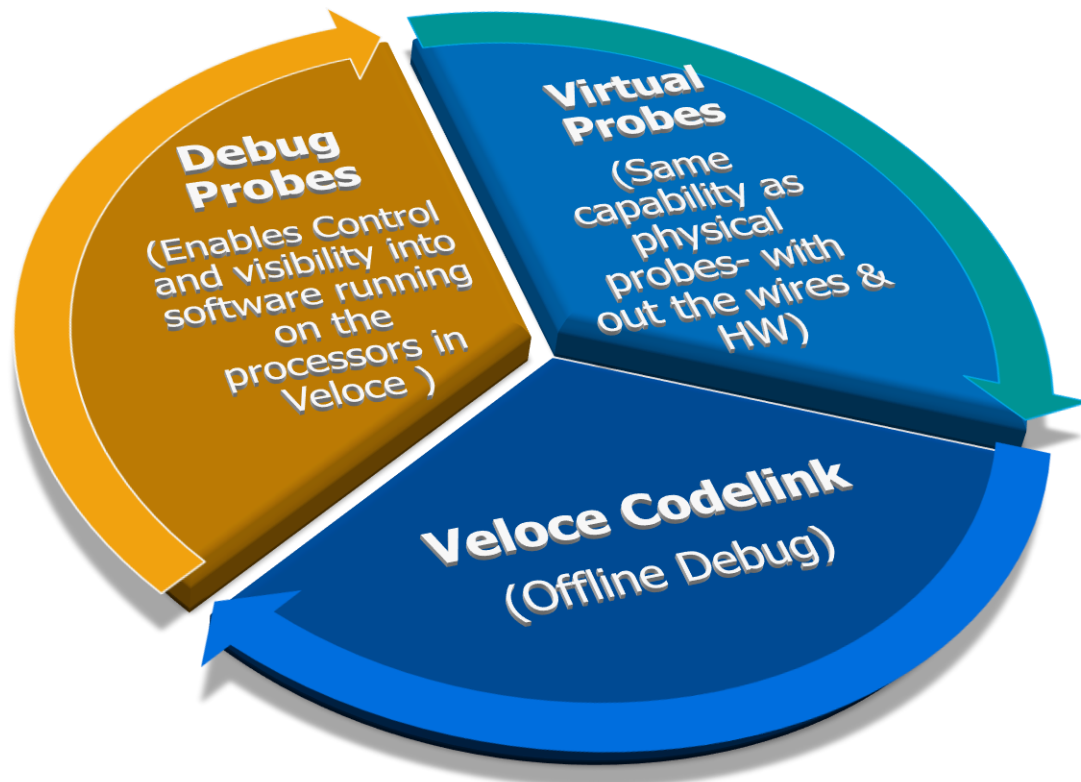 Debug
Probes
(Enables Control
and visibility into
software running
on the
processors in
Veloce )
Virtual
Probes
(Same
capability as
physical
probes- with
out the wires &
HW)
Veloce Codelink
(Offline Debug)